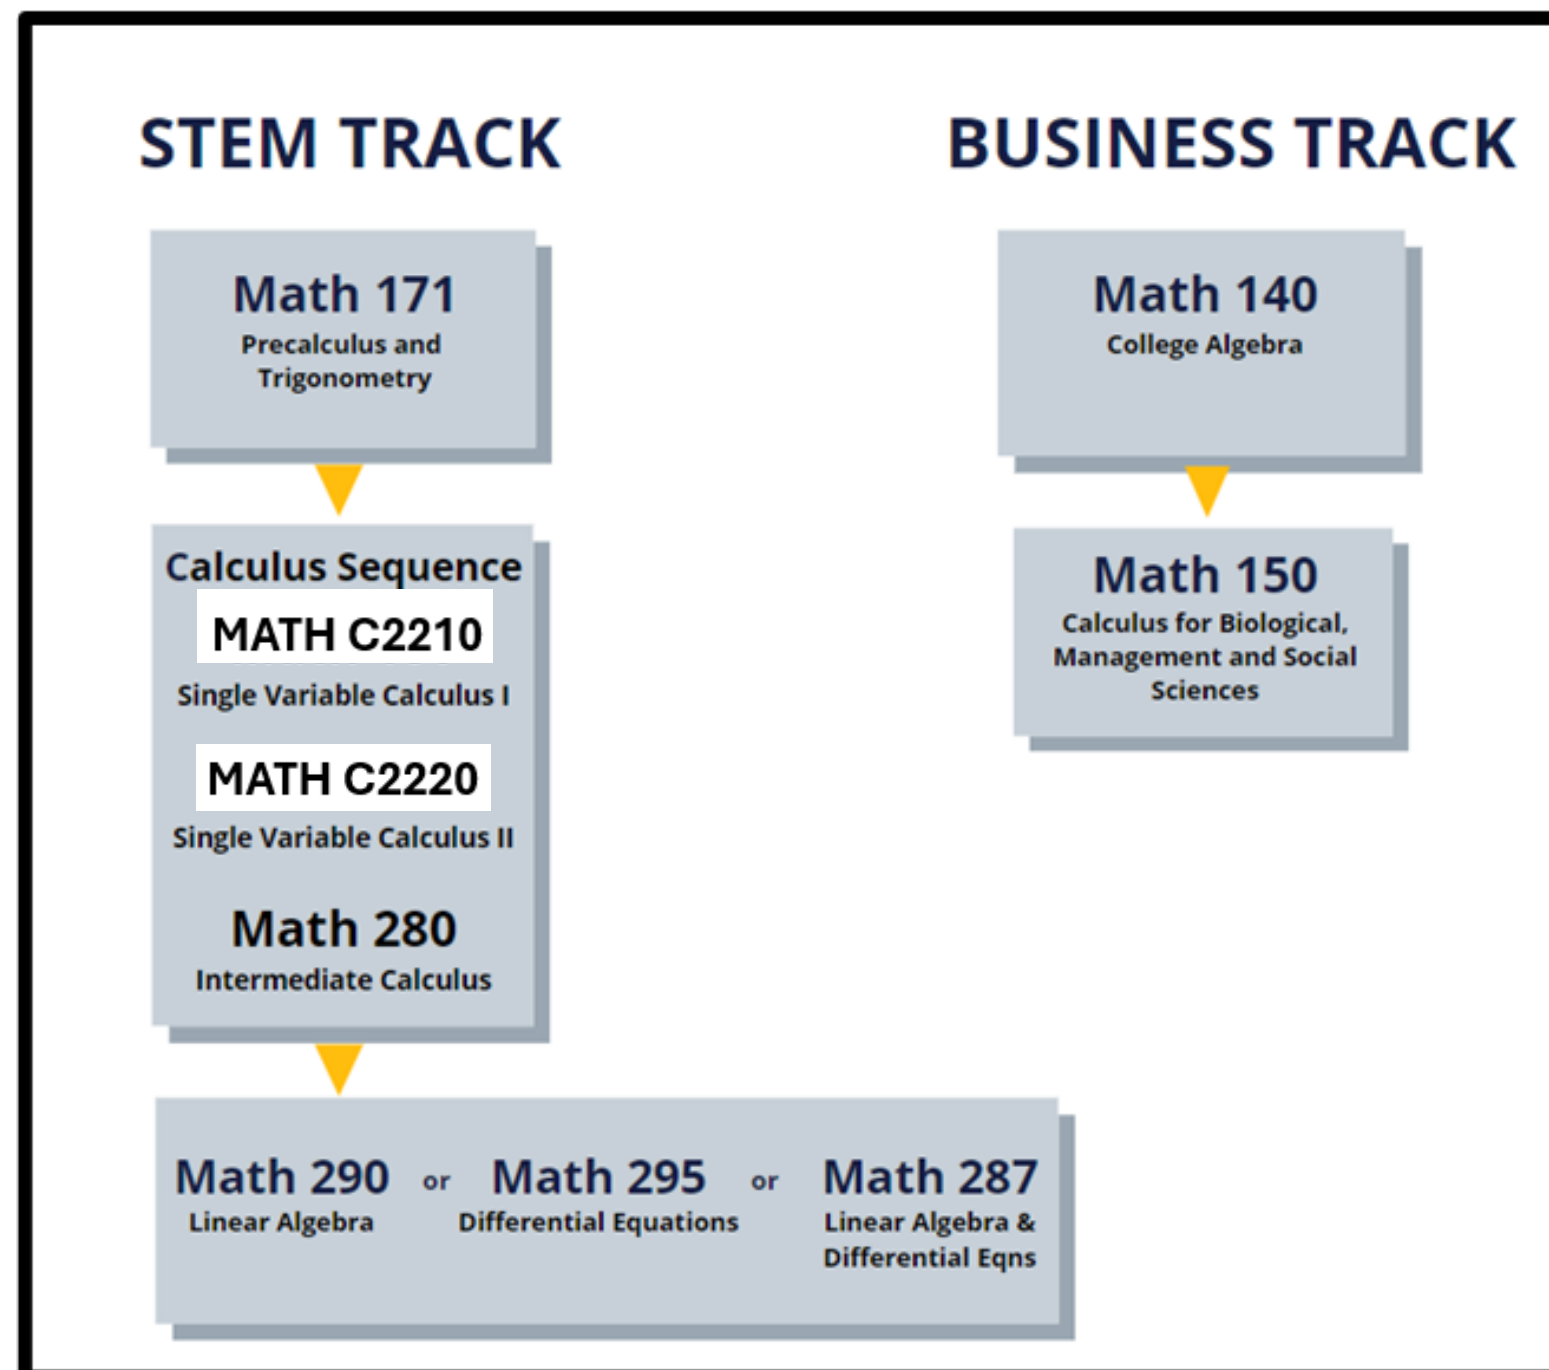 STEM TRACK
Math 171
Precalculus and
Trigonometry
Calculus Sequence
MATH C2210
Single Variable Calculus I
MATH C2220
Single Variable Calculus II
Math 280
Intermediate Calculus
Math 290 or Math 295 or Math 287
Linear Algebra Differential Equations Linear Algebra &
Differential Eqns
BUSINESS TRACK
Math 140
College Algebra
Math 150
Calculus for Biological,
Management and Social
Sciences